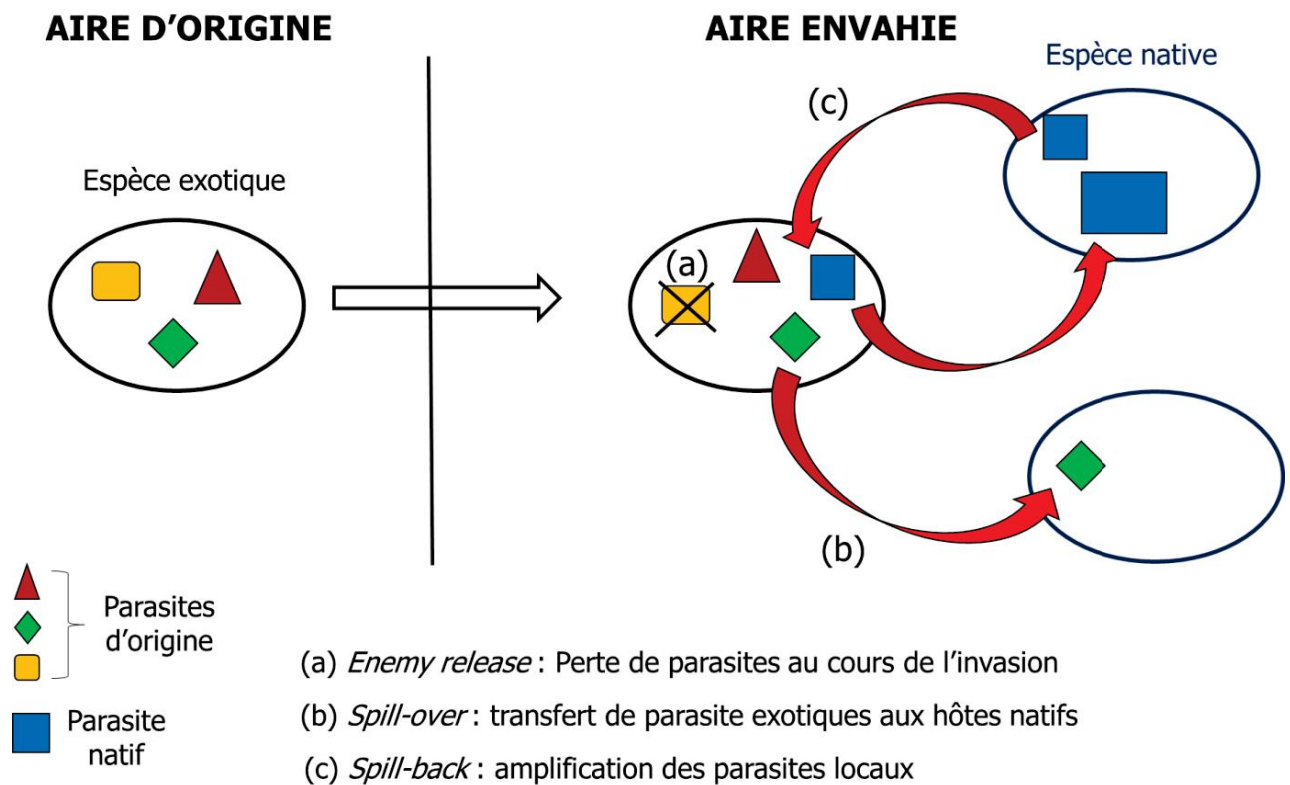 AIRE D'ORIGINE
AIRE ENVAHIE
Espèce native
(c)
Espèce exotique
(a)
(b)
Parasites
d'origine
Parasite
natif
(a) Enemy release : Perte de parasites au cours de l'invasion
(b) Spill-over : transfert de parasite exotiques aux hôtes natifs
(c) Spill-back : amplification des parasites locaux